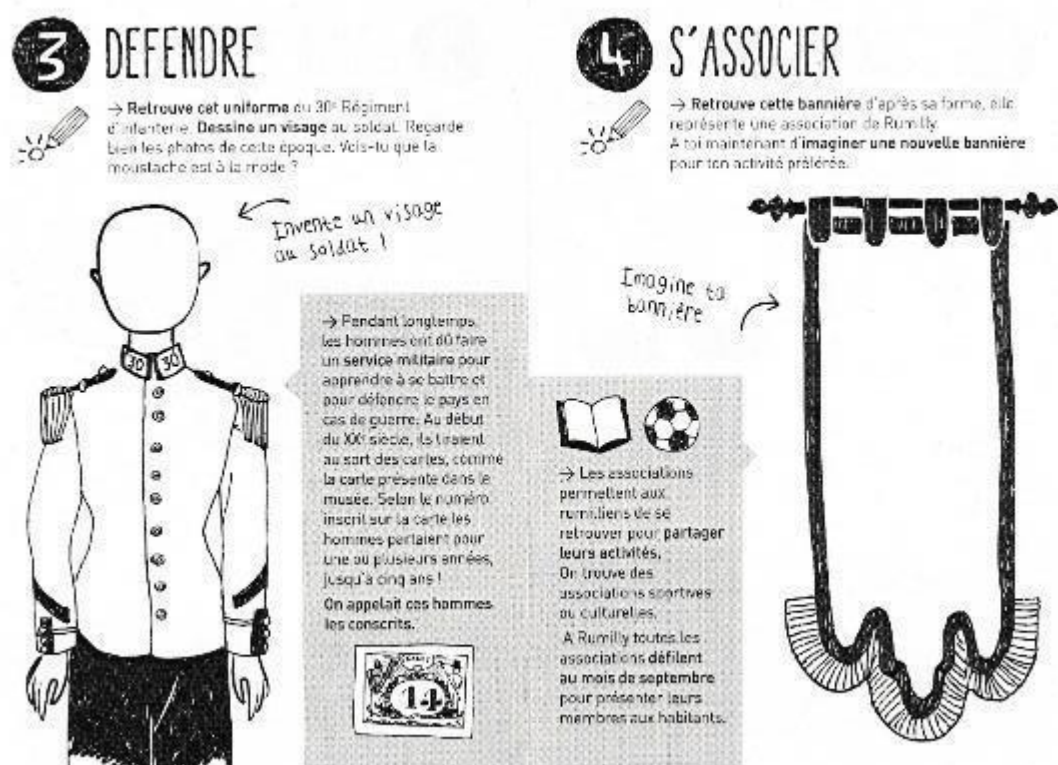 3 DEFENDRE
→ Retrouve cet uniforme du 30e Régiment
d'infanterie. Dessine un visage au soldat. Regarde
bien les photos de cette époque. Vois-tu que la
moustache est à la mode ?
Invente un visage
au soldat !
30 30
→ Pendant longtemps,
les hommes ont dû faire
un service militaire pour
apprendre à se battre et
pour défendre le pays en
cas de guerre. Au début
du XXe siècle, ils tiraient
au sort des cartes, comme
la carte présente dans le
musée. Selon le numéro
inscrit sur la carte les
hommes partaient pour
une ou plusieurs années,
jusqu'à cinq ans !
On appelait ces hommes
les conscrits.
14
4 S'ASSOCIER
→ Retrouve cette bannière d'après sa forme, elle
représente une association de Rumilly.
A toi maintenant d'imaginer une nouvelle bannière
pour ton activité préférée.
Imagine ta
bannière
→ Les associations
permettent aux
rumilliens de se
retrouver pour partager
leurs activités.
On trouve des
associations sportives
ou culturelles.
A Rumilly toutes les
associations défilent
au mois de septembre
pour présenter leurs
membres aux habitants.